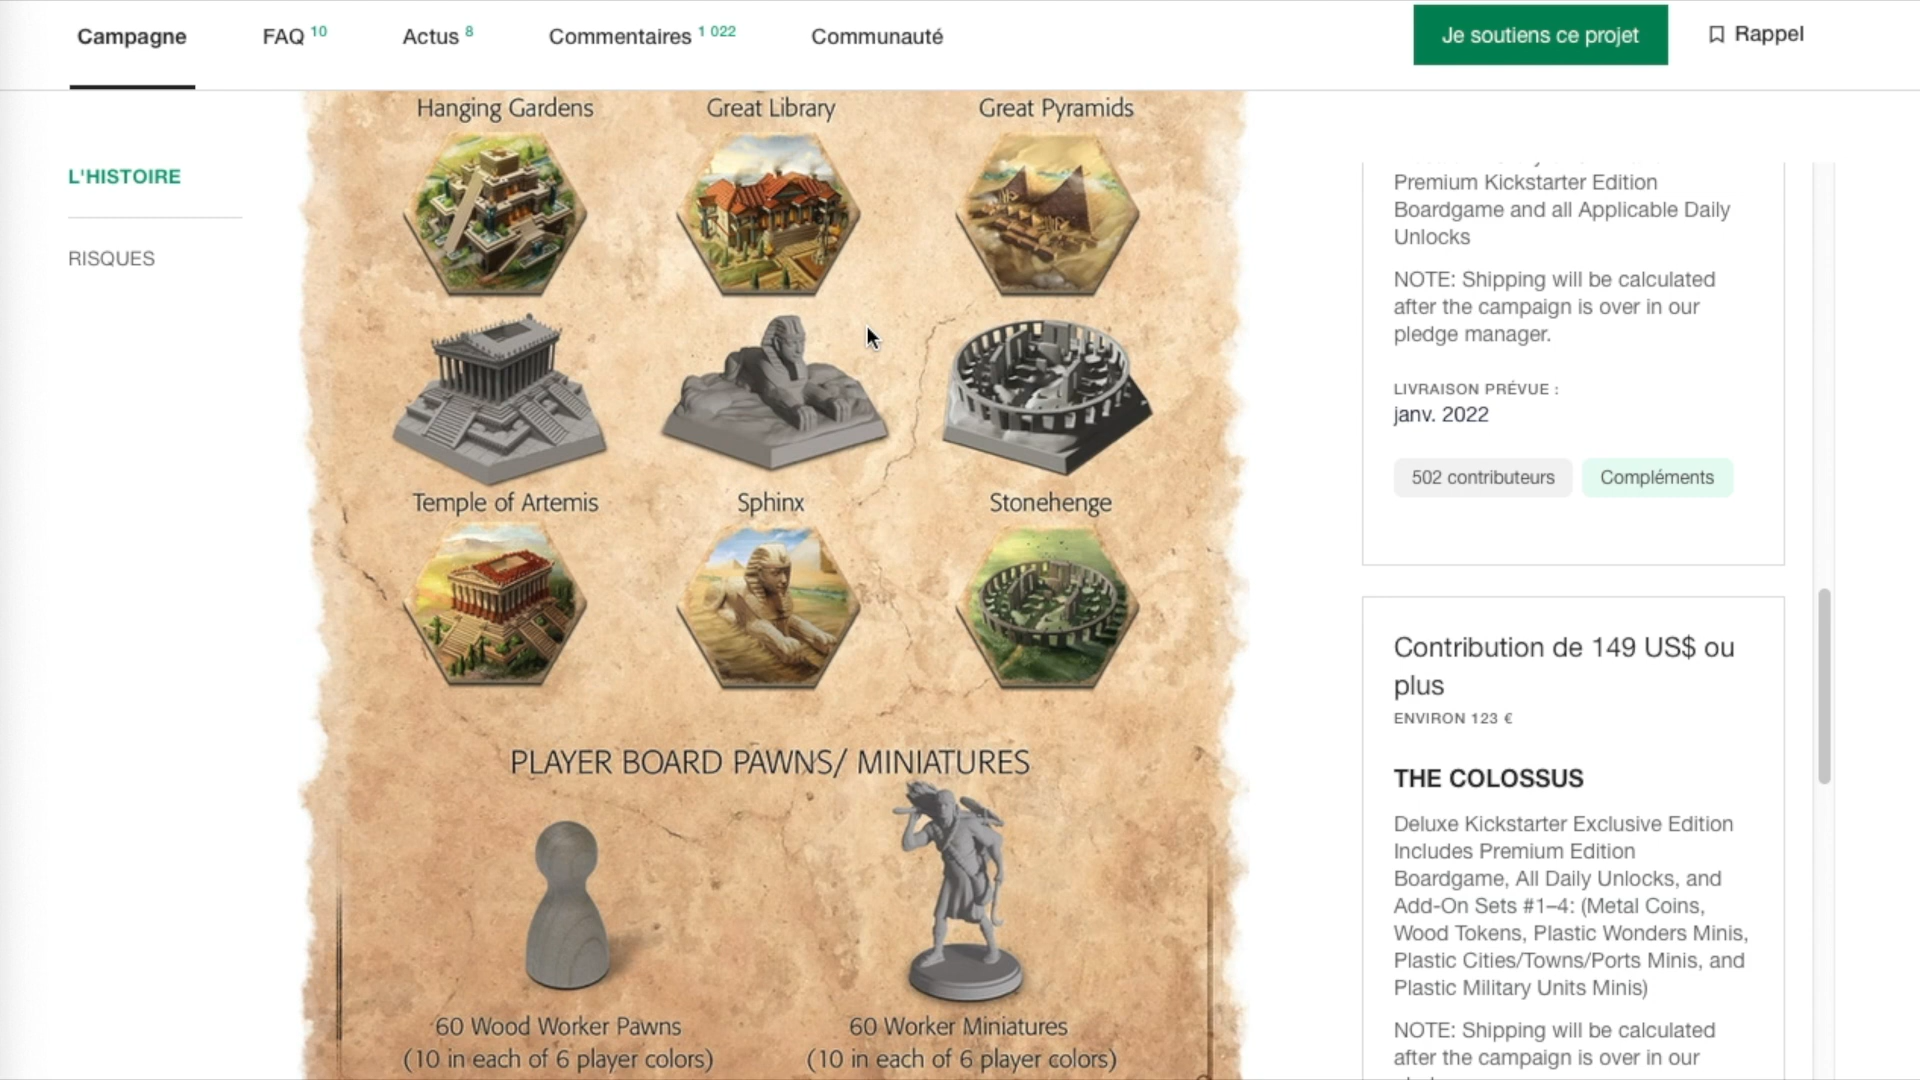 Campagne
FAQ 10
Actus 8
Commentaires 1 022
Communauté
Je soutiens ce projet
Rappel
L'HISTOIRE
RISQUES
Hanging Gardens
Great Library
Great Pyramids
Temple of Artemis
Sphinx
Stonehenge
PLAYER BOARD PAWNS/ MINIATURES
60 Wood Worker Pawns
(10 in each of 6 player colors)
60 Worker Miniatures
(10 in each of 6 player colors)
Premium Kickstarter Edition
Boardgame and all Applicable Daily
Unlocks
NOTE: Shipping will be calculated
after the campaign is over in our
pledge manager.
LIVRAISON PRÉVUE :
janv. 2022
502 contributeurs
Compléments
Contribution de 149 US$ ou
plus
ENVIRON 123 €
THE COLOSSUS
Deluxe Kickstarter Exclusive Edition
Includes Premium Edition
Boardgame, All Daily Unlocks, and
Add-On Sets #1–4: (Metal Coins,
Wood Tokens, Plastic Wonders Minis,
Plastic Cities/Towns/Ports Minis, and
Plastic Military Units Minis)
NOTE: Shipping will be calculated
after the campaign is over in our